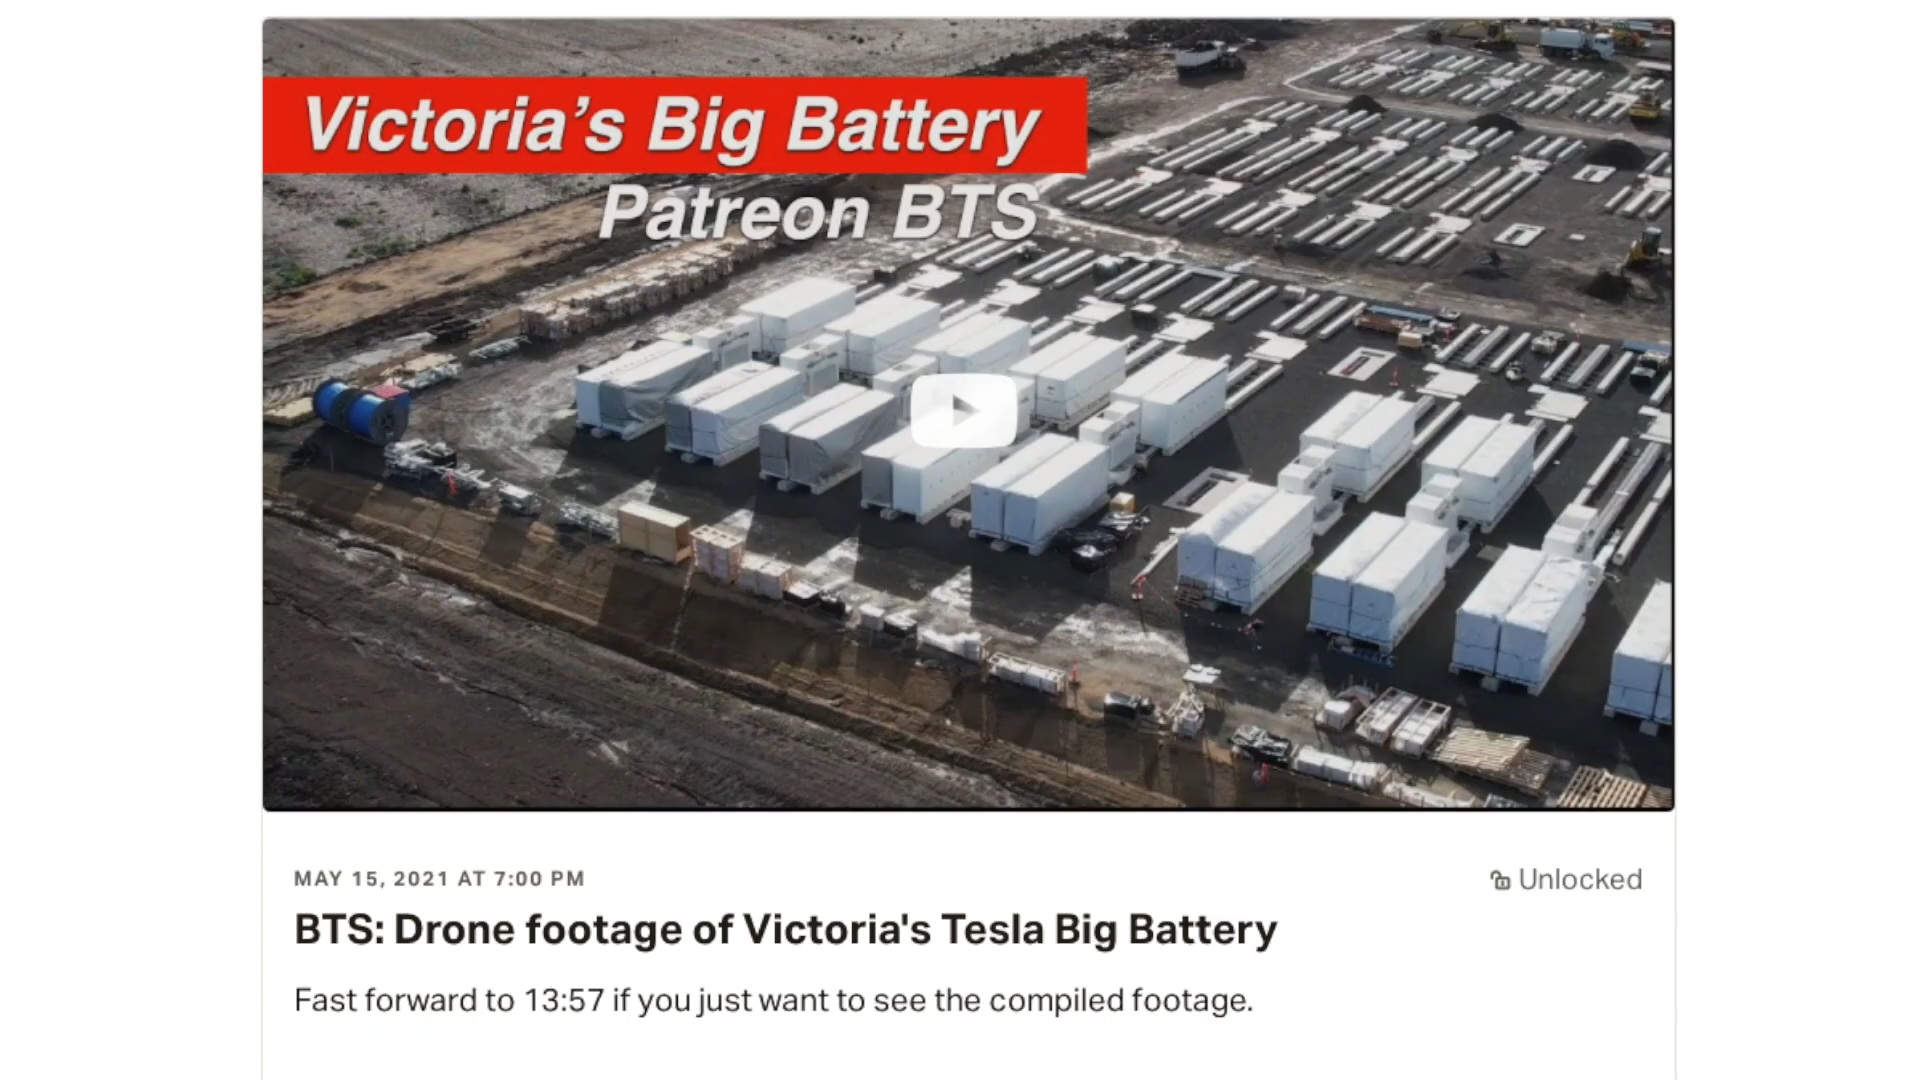 Victoria's Big Battery
Patreon BTS
MAY 15, 2021 AT 7:00 PM
Unlocked
BTS: Drone footage of Victoria's Tesla Big Battery
Fast forward to 13:57 if you just want to see the compiled footage.